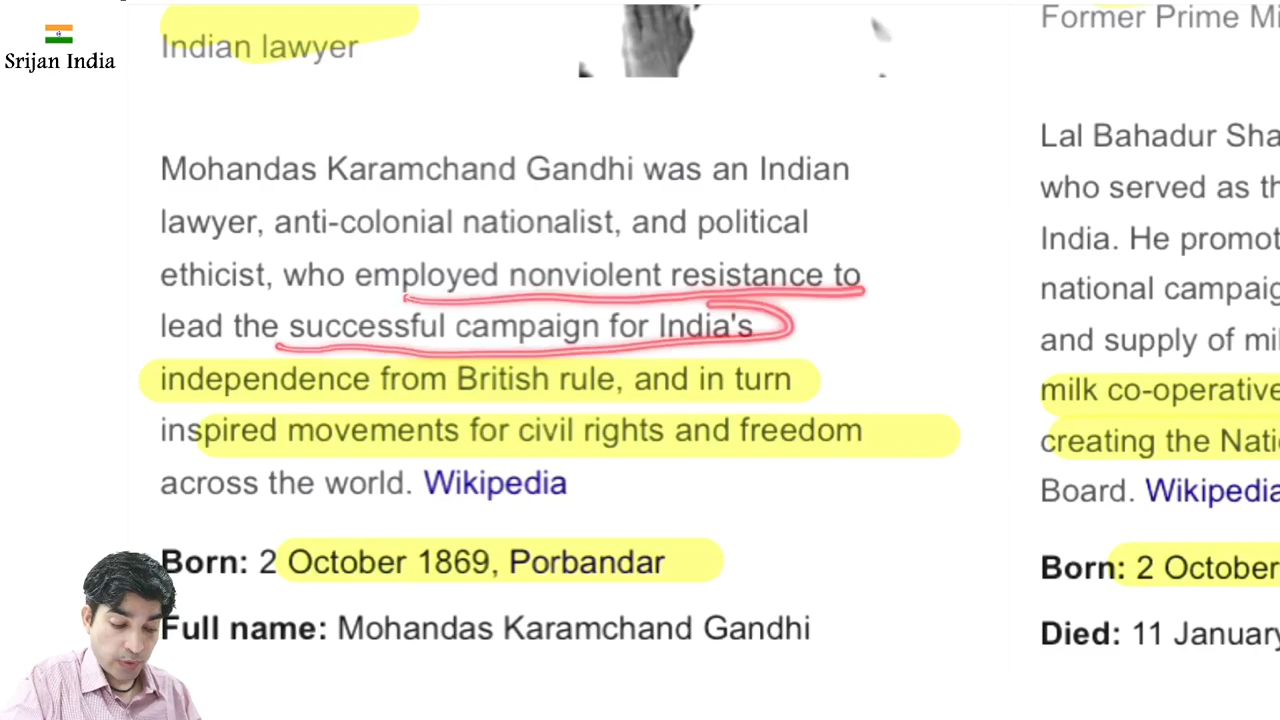 Srijan India
Indian lawyer
Mohandas Karamchand Gandhi was an Indian
lawyer, anti-colonial nationalist, and political
ethicist, who employed nonviolent resistance to
lead the successful campaign for India's
independence from British rule, and in turn
inspired movements for civil rights and freedom
across the world. Wikipedia
Born: 2 October 1869, Porbandar
Full name: Mohandas Karamchand Gandhi
Former Prime Mi
Lal Bahadur Sha
who served as th
India. He promot
national campaig
and supply of mil
milk co-operative
creating the Nati
Board. Wikipedia
Born: 2 October
Died: 11 January